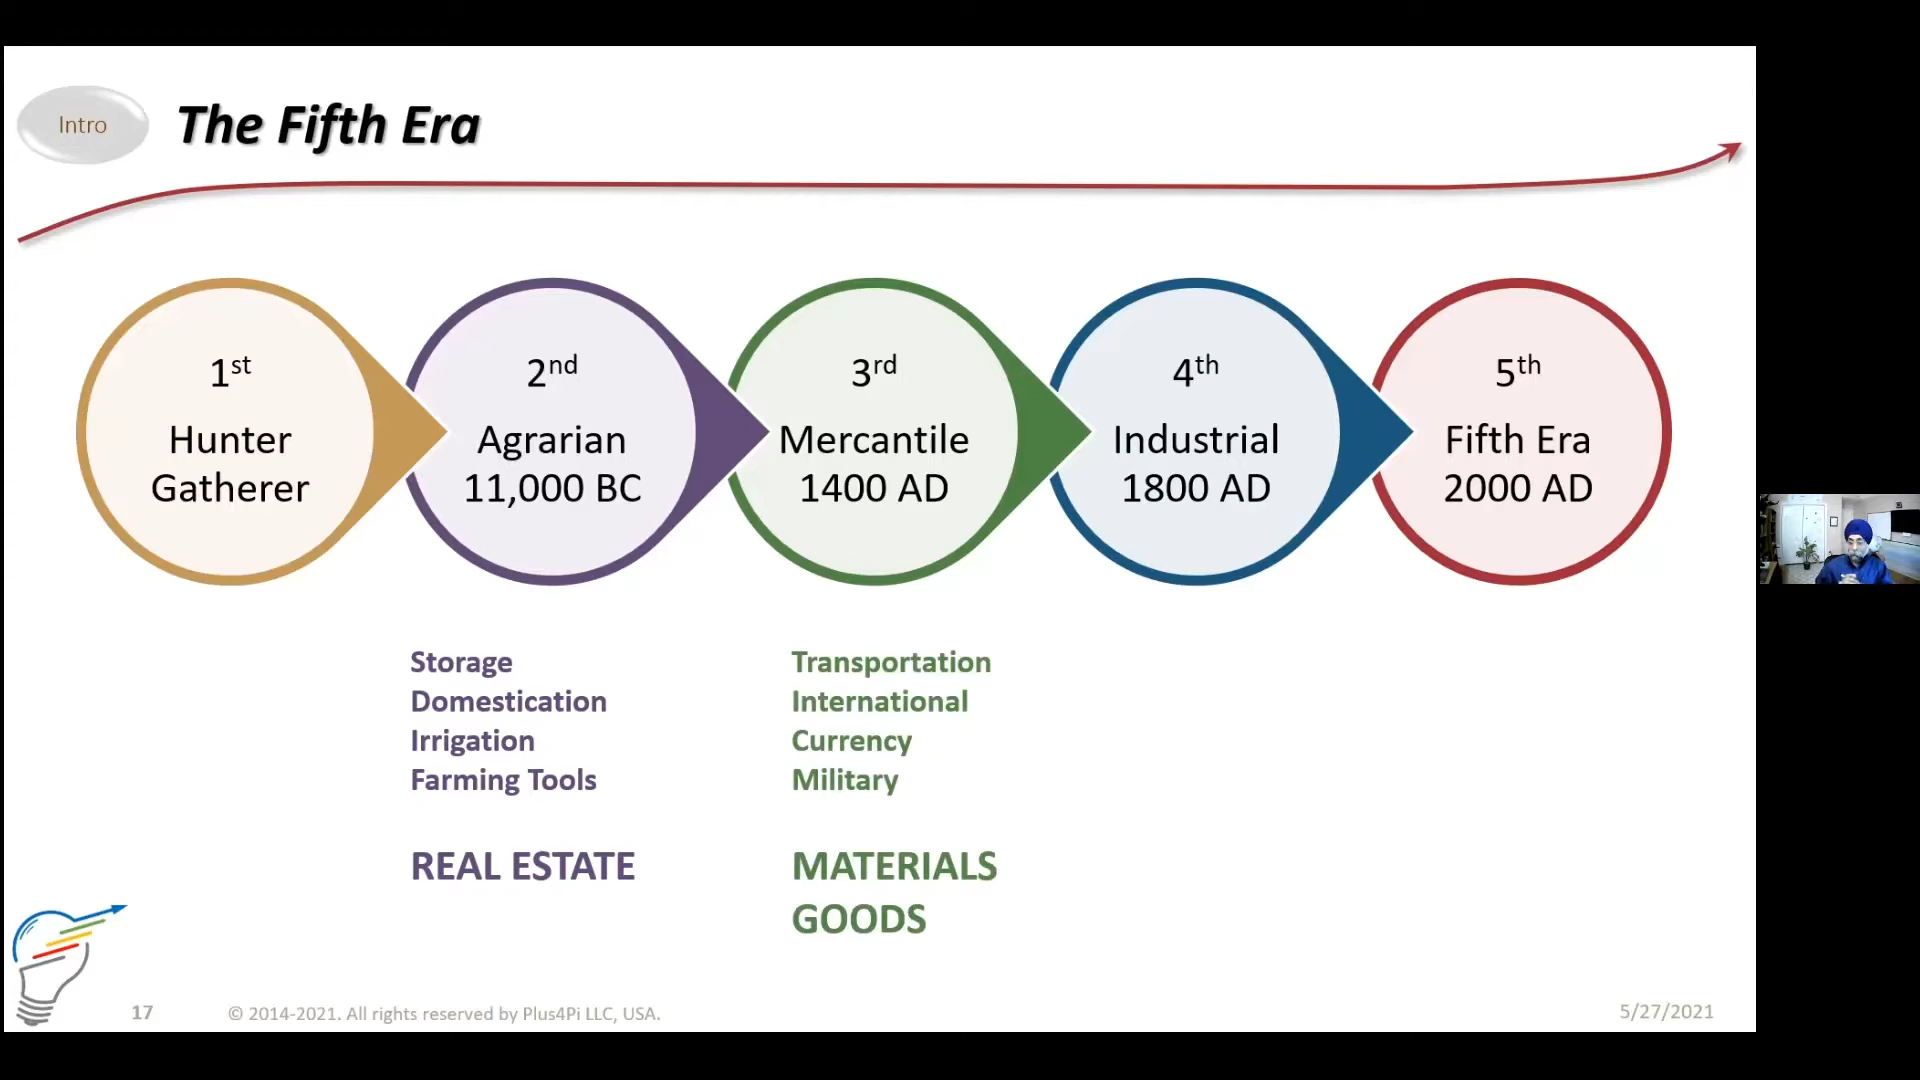 Intro
The Fifth Era
1st
Hunter
Gatherer
2nd
Agrarian
11,000 BC
3rd
Mercantile
1400 AD
4th
Industrial
1800 AD
5th
Fifth Era
2000 AD
Storage
Domestication
Irrigation
Farming Tools
REAL ESTATE
Transportation
International
Currency
Military
MATERIALS
GOODS
17
© 2014-2021. All rights reserved by Plus4Pi LLC, USA.
5/27/2021